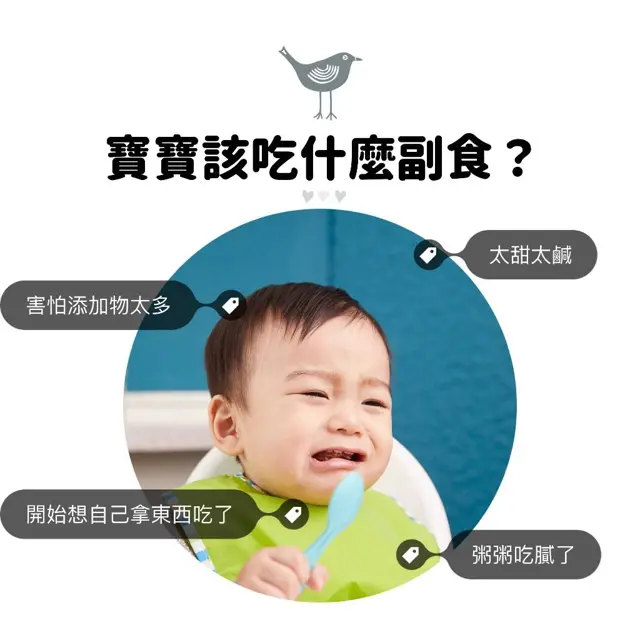 寶寶該吃什麼副食？
太甜太鹹
害怕添加物太多
開始想自己拿東西吃了
粥粥吃膩了